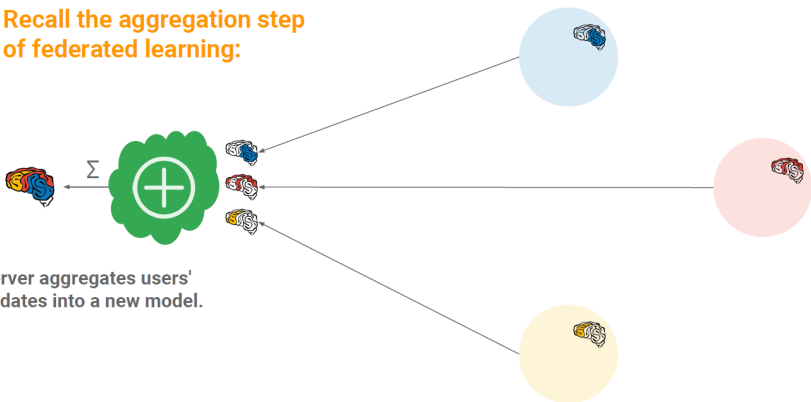 Recall the aggregation step
of federated learning:
Σ
rver aggregates users'
dates into a new model.